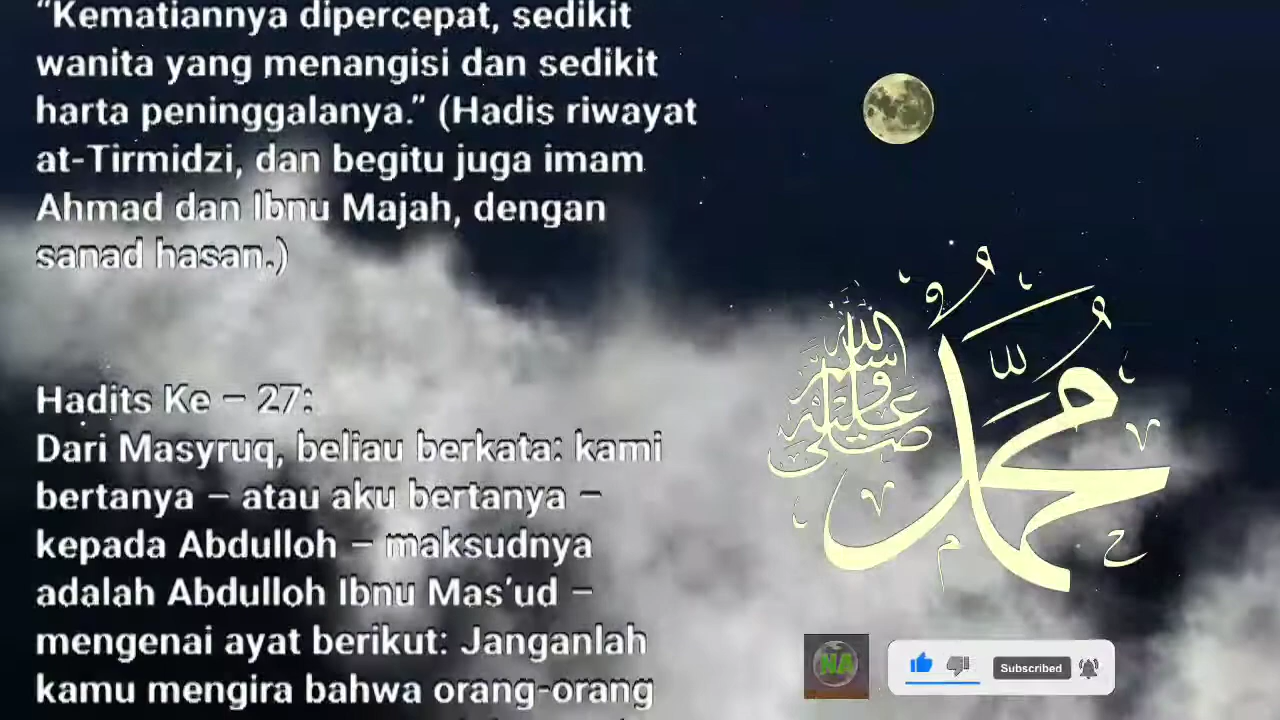 “Kematiannya dipercepat, sedikit
wanita yang menangisi dan sedikit
harta peninggalanya.” (Hadis riwayat
at-Tirmidzi, dan begitu juga imam
Ahmad dan Ibnu Majah, dengan
sanad hasan.)
Hadits Ke – 27:
Dari Masyruq, beliau berkata: kami
bertanya – atau aku bertanya –
kepada Abdulloh – maksudnya
adalah Abdulloh Ibnu Mas’ud –
mengenai ayat berikut: Janganlah
kamu mengira bahwa orang-orang
مُحَمَّدٌ
صلى الله عليه وسلم
NA
Subscribed